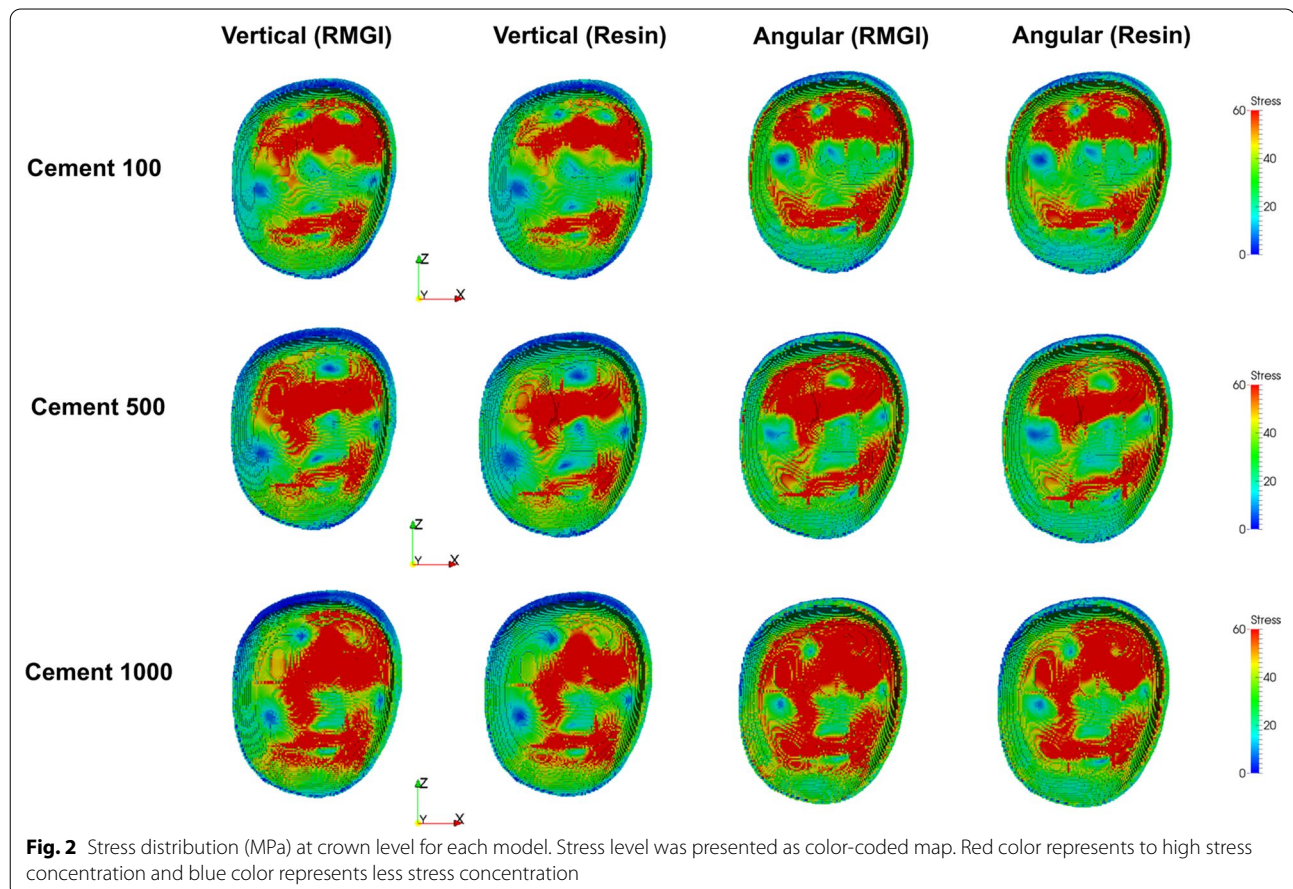 Vertical (RMGI) Vertical (Resin) Angular (RMGI) Angular (Resin)
Cement 100
Stress
60
40
20
0
Z
Y X
Cement 500
Stress
60
40
20
0
Z
Y X
Cement 1000
Stress
60
40
20
0
Z
Y X
Fig. 2 Stress distribution (MPa) at crown level for each model. Stress level was presented as color-coded map. Red color represents to high stress
concentration and blue color represents less stress concentration